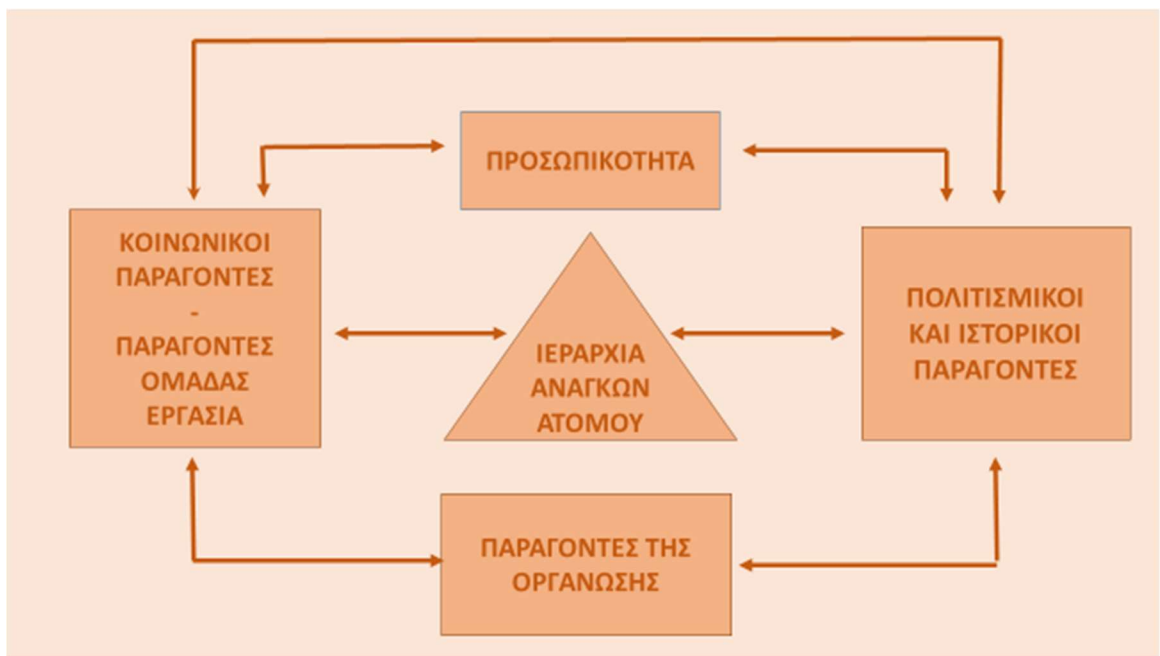 ΠΡΟΣΩΠΙΚΟΤΗΤΑ
ΚΟΙΝΩΝΙΚΟΙ
ΠΑΡΑΓΟΝΤΕΣ
-
ΠΑΡΑΓΟΝΤΕΣ
ΟΜΑΔΑΣ
ΕΡΓΑΣΙΑ
ΙΕΡΑΡΧΙΑ
ΑΝΑΓΚΩΝ
ΑΤΟΜΟΥ
ΠΟΛΙΤΙΣΜΙΚΟΙ
ΚΑΙ ΙΣΤΟΡΙΚΟΙ
ΠΑΡΑΓΟΝΤΕΣ
ΠΑΡΑΓΟΝΤΕΣ ΤΗΣ
ΟΡΓΑΝΩΣΗΣ